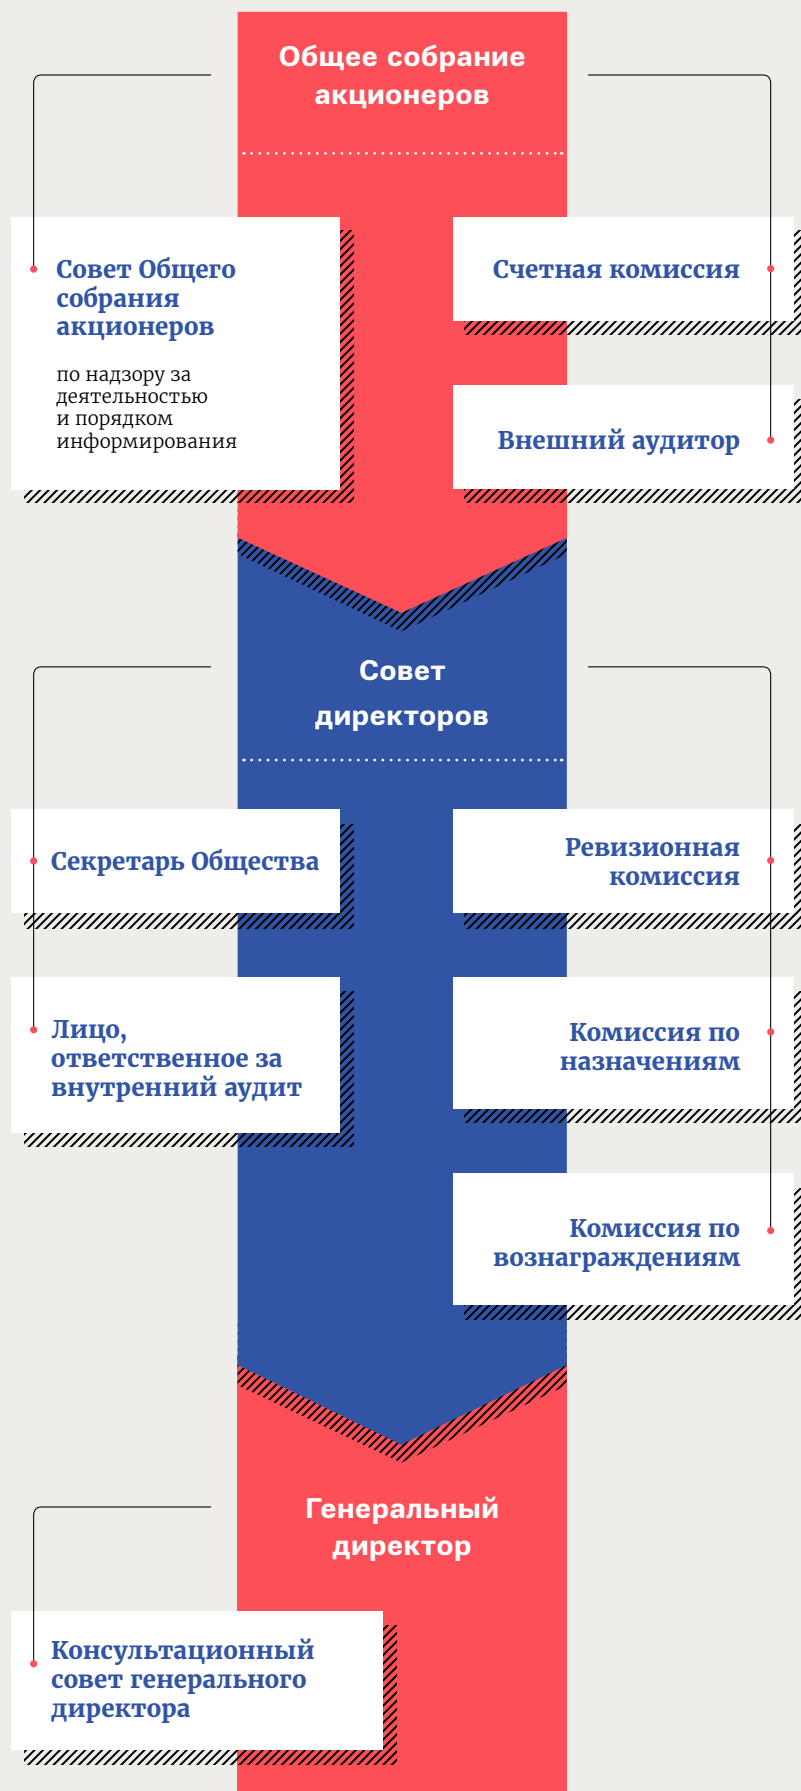 Общее собрание
акционеров
Совет Общего
собрания
акционеров
по надзору за
деятельностью
и порядком
информирования
Счетная комиссия
Внешний аудитор
Совет
директоров
Секретарь Общества
Лицо,
ответственное за
внутренний аудит
Ревизионная
комиссия
Комиссия по
назначениям
Комиссия по
вознаграждениям
Генеральный
директор
Консультационный
совет генерального
директора